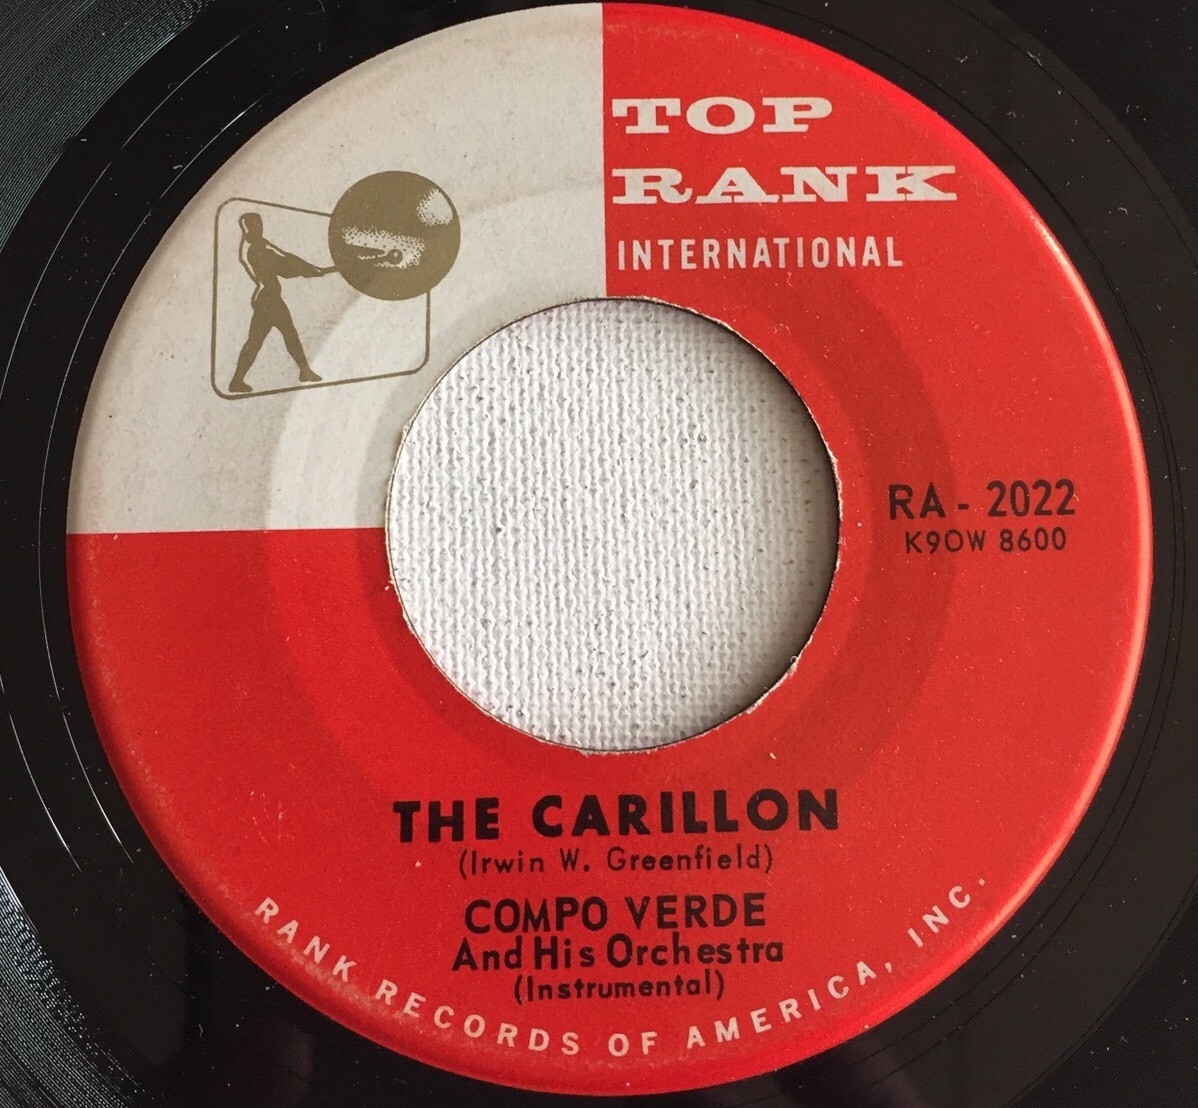 TOP
RANK
INTERNATIONAL
RA - 2022
K9OW 8600
THE CARILLON
(Irwin W. Greenfield)
COMPO VERDE
And His Orchestra
(Instrumental)
RANK RECORDS OF AMERICA, INC.